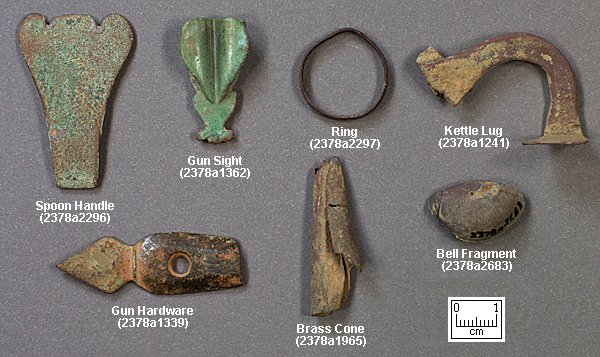 Spoon Handle
(2378a2296)
Gun Sight
(2378a1362)
Ring
(2378a2297)
Kettle Lug
(2378a1241)
Gun Hardware
(2378a1339)
Brass Cone
(2378a1965)
Bell Fragment
(2378a2683)
0 1
cm